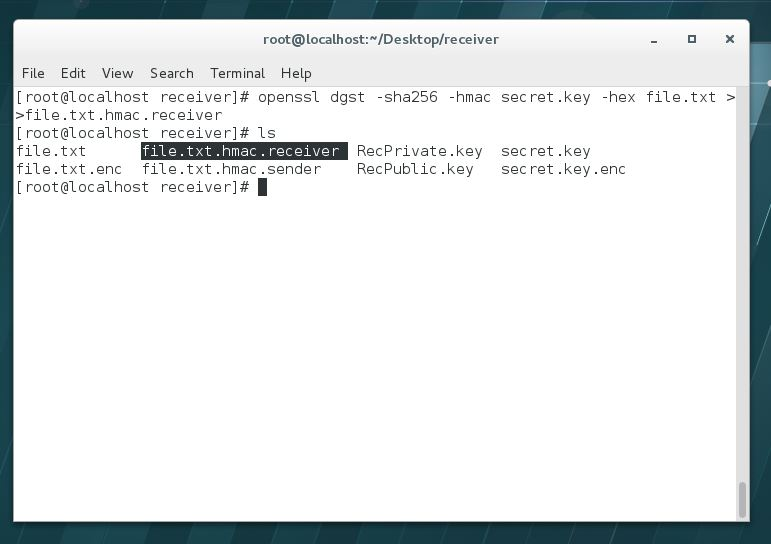 root@localhost:~/Desktop/receiver
File Edit View Search Terminal Help
[root@localhost receiver]# openssl dgst -sha256 -hmac secret.key -hex file.txt >
>file.txt.hmac.receiver
[root@localhost receiver]# ls
file.txt file.txt.hmac.receiver RecPrivate.key secret.key
file.txt.enc file.txt.hmac.sender RecPublic.key secret.key.enc
[root@localhost receiver]#